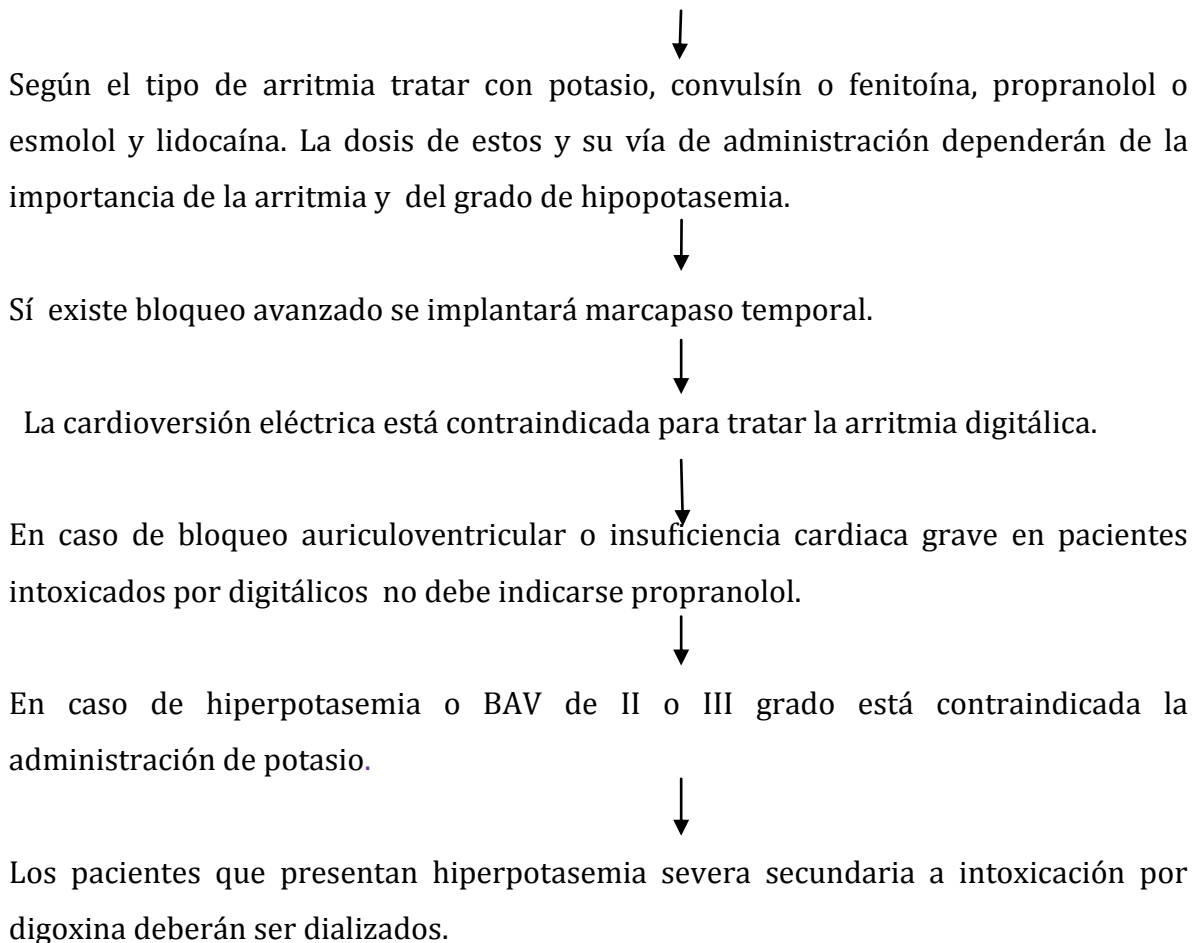 Según el tipo de arritmia tratar con potasio, convulsín o fenitoína, propranolol o
esmolol y lidocaína. La dosis de estos y su vía de administración dependerán de la
importancia de la arritmia y  del grado de hipopotasemia.
Sí  existe bloqueo avanzado se implantará marcapaso temporal.
La cardioversión eléctrica está contraindicada para tratar la arritmia digitálica.
En caso de bloqueo auriculoventricular o insuficiencia cardiaca grave en pacientes
intoxicados por digitálicos  no debe indicarse propranolol.
En caso de hiperpotasemia o BAV de II o III grado está contraindicada la
administración de potasio.
Los pacientes que presentan hiperpotasemia severa secundaria a intoxicación por
digoxina deberán ser dializados.